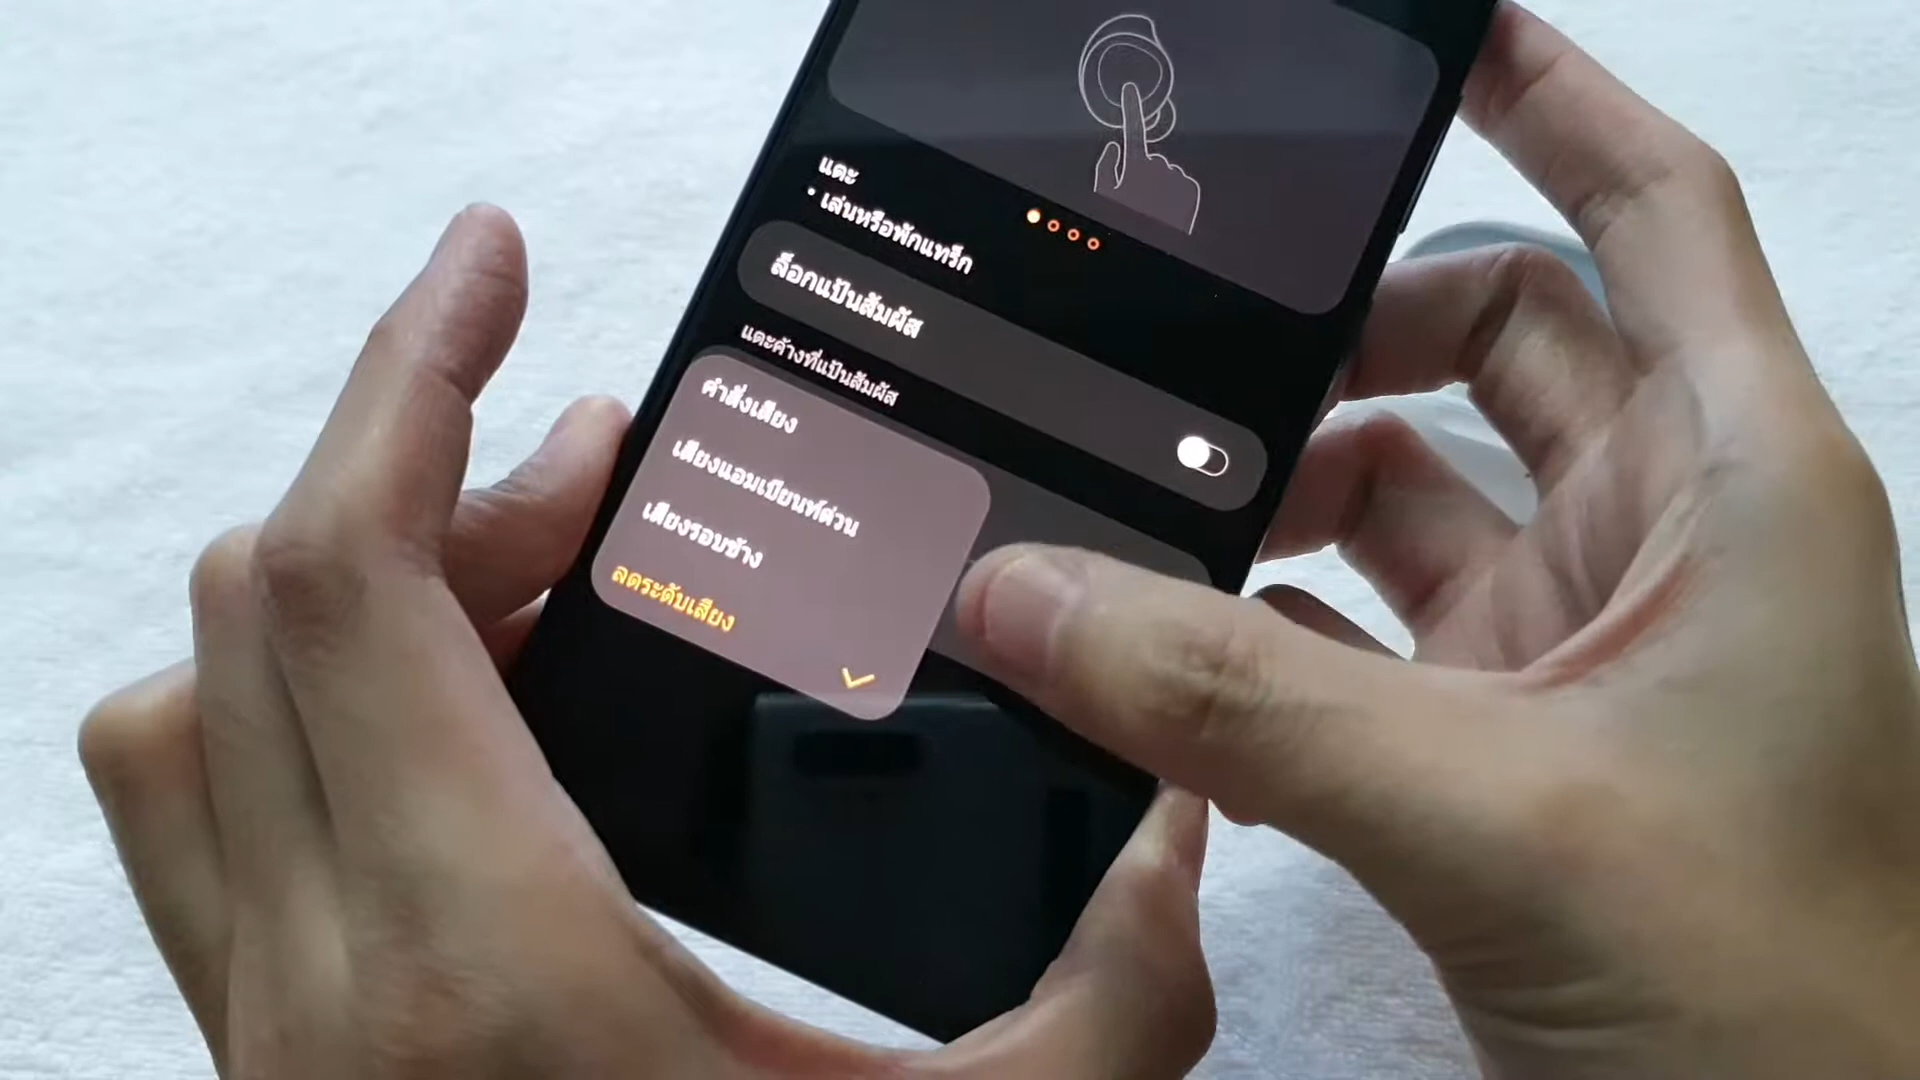 แตะ
• เล่นหรือพักแทร็ก
ล็อกแป้นสัมผัส
แตะค้างที่แป้นสัมผัส
คำสั่งเสียง
เสียงแอมเบียนท์ด่วน
เสียงรอบข้าง
ลดระดับเสียง